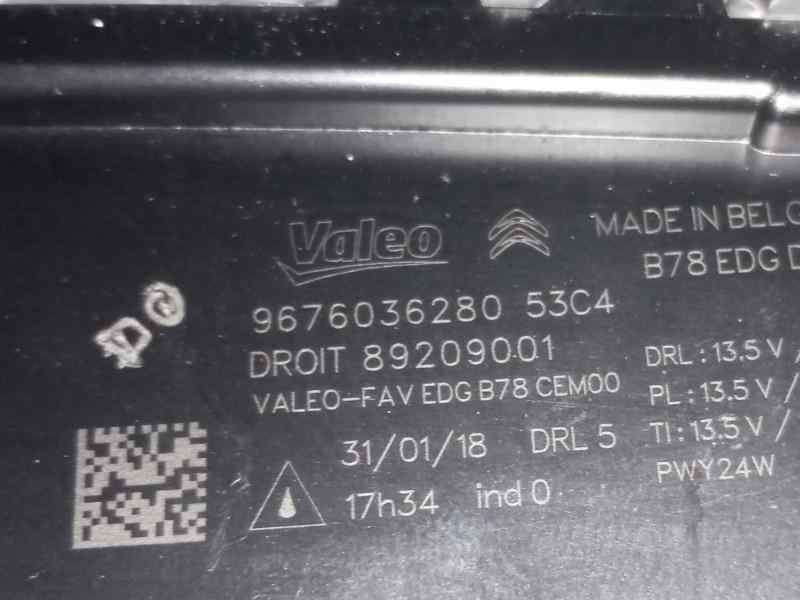 Valeo
MADE IN
B78 EDG
9676036280 53C4
DROIT 89209001
VALEO-FAV EDG B78 CEM00
DRL : 13.5 V /
PL : 13.5 V /
TI : 13.5 V /
PWY24W
31/01/18 DRL 5
17h34 ind 0